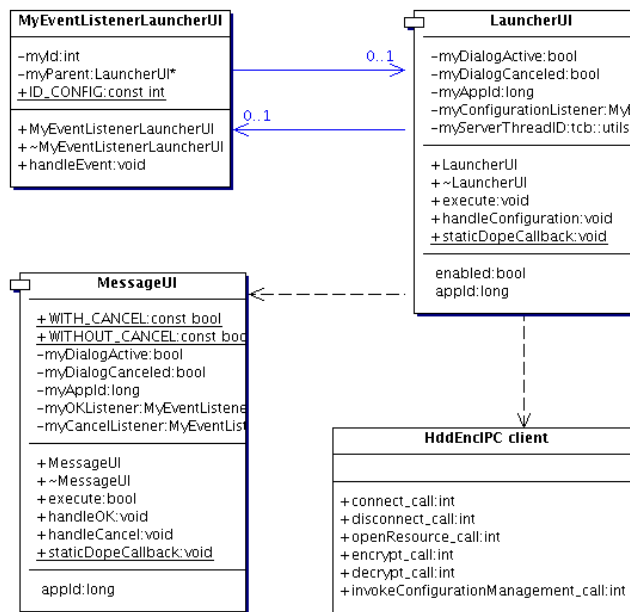 MyEventListenerLauncherUI
-myId:int
-myParent:LauncherUI*
+ID_CONFIG:const int
+MyEventListenerLauncherUI
+~MyEventListenerLauncherUI
+handleEvent:void
0..1
0..1
LauncherUI
-myDialogActive:bool
-myDialogCanceled:bool
-myAppId:long
-myConfigurationListener:MyE
-myServerThreadID:tcb::utils
+LauncherUI
+~LauncherUI
+execute:void
+handleConfiguration:void
+staticDopeCallback:void
enabled:bool
appId:long
MessageUI
+WITH_CANCEL:const bool
+WITHOUT_CANCEL:const boo
-myDialogActive:bool
-myDialogCanceled:bool
-myAppId:long
-myOKListener:MyEventListene
-myCancelListener:MyEventList
+MessageUI
+~MessageUI
+execute:bool
+handleOK:void
+handleCancel:void
+staticDopeCallback:void
appId:long
HddEncIPC client
+connect_call:int
+disconnect_call:int
+openResource_call:int
+encrypt_call:int
+decrypt_call:int
+invokeConfigurationManagement_call:int